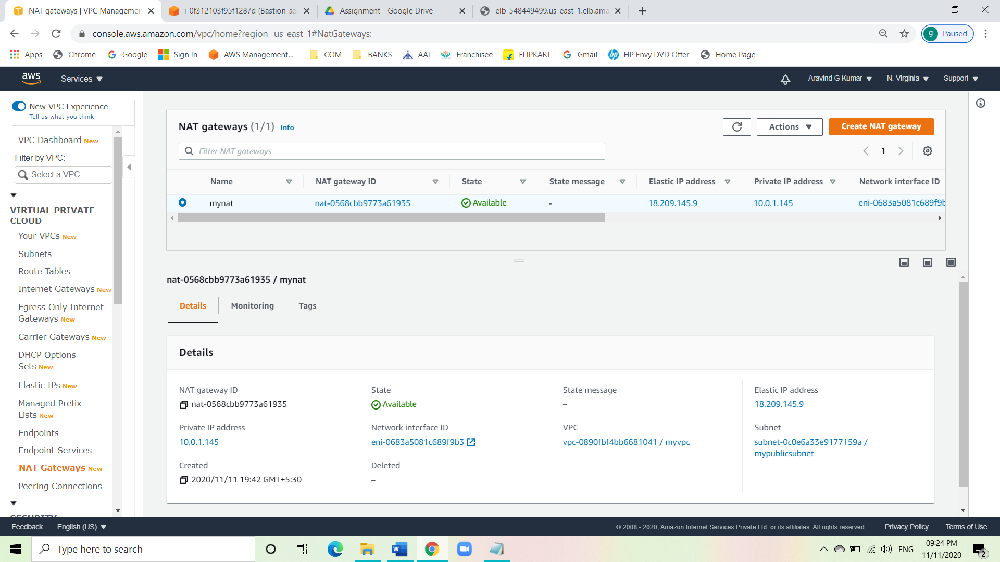 NAT gateways | VPC Managemen
i-0f312103f95f1287d (Bastion-se
Assignment - Google Drive
elb-548449499.us-east-1.elb.ama
console.aws.amazon.com/vpc/home?region=us-east-1#NatGateways:
g Paused
Apps Chrome Google Sign In AWS Management... COM BANKS AAI Franchisee FLIPKART Gmail HP Envy DVD Offer Home Page
aws Services Aravind G Kumar N. Virginia Support
New VPC Experience
Tell us what you think
VPC Dashboard New
Filter by VPC:
Select a VPC
VIRTUAL PRIVATE
CLOUD
Your VPCs New
Subnets
Route Tables
Internet Gateways New
Egress Only Internet
Gateways New
Carrier Gateways New
DHCP Options
Sets New
Elastic IPs New
Managed Prefix
Lists New
Endpoints
Endpoint Services
NAT Gateways New
Peering Connections
NAT gateways (1/1) Info
Actions
Create NAT gateway
Filter NAT gateways
1
Name NAT gateway ID State State message Elastic IP address Private IP address Network interface ID
mynat nat-0568cbb9773a61935 Available - 18.209.145.9 10.0.1.145 eni-0683a5081c689f9b
nat-0568cbb9773a61935 / mynat
Details Monitoring Tags
Details
NAT gateway ID
nat-0568cbb9773a61935
State
Available
State message
–
Elastic IP address
18.209.145.9
Private IP address
10.0.1.145
Network interface ID
eni-0683a5081c689f9b3
VPC
vpc-0890fbf4bb6681041 / myvpc
Subnet
subnet-0c0e6a33e9177159a /
mypublicsubnet
Created
2020/11/11 19:42 GMT+5:30
Deleted
–
Feedback English (US) © 2008 - 2020, Amazon Internet Services Private Ltd. or its affiliates. All rights reserved. Privacy Policy Terms of Use
Type here to search
ENG
09:24 PM
11/11/2020
2